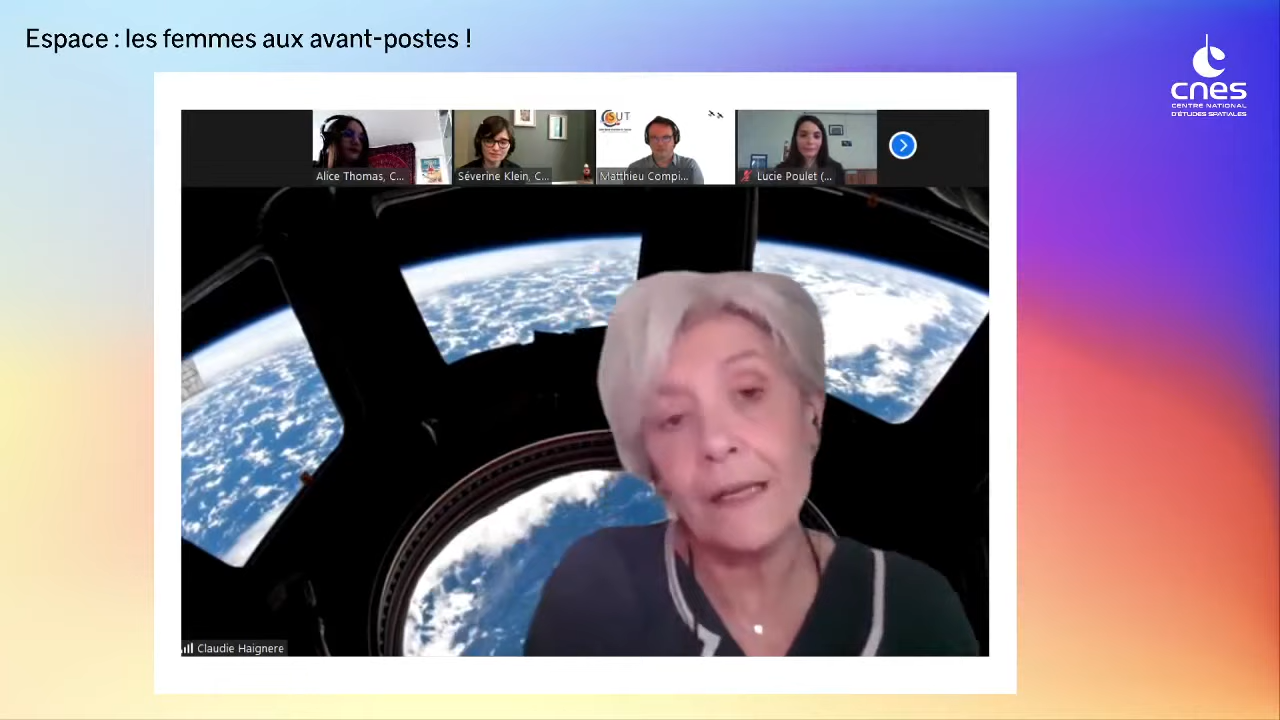 Espace : les femmes aux avant-postes !
cnes
CENTRE NATIONAL
D'ÉTUDES SPATIALES
SUT
Alice Thomas, C...
Séverine Klein, C...
Matthieu Compi...
Lucie Poulet (...
Claudie Haignere